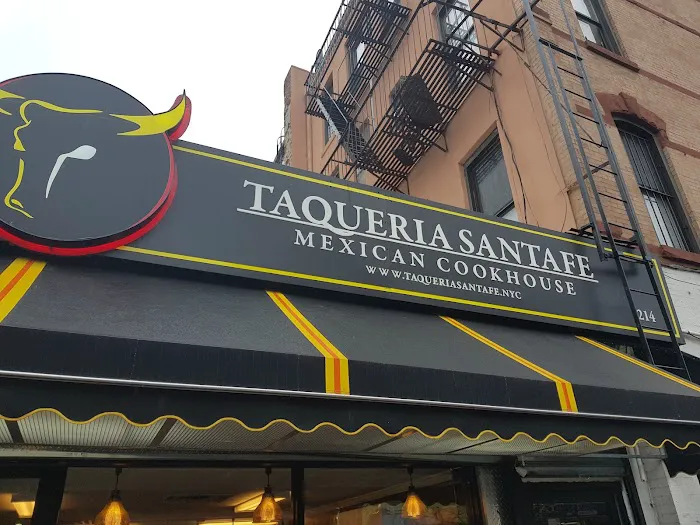 TAQUERIA SANTAFE
MEXICAN COOKHOUSE
WWW.TAQUERIASANTAFE.NYC
214